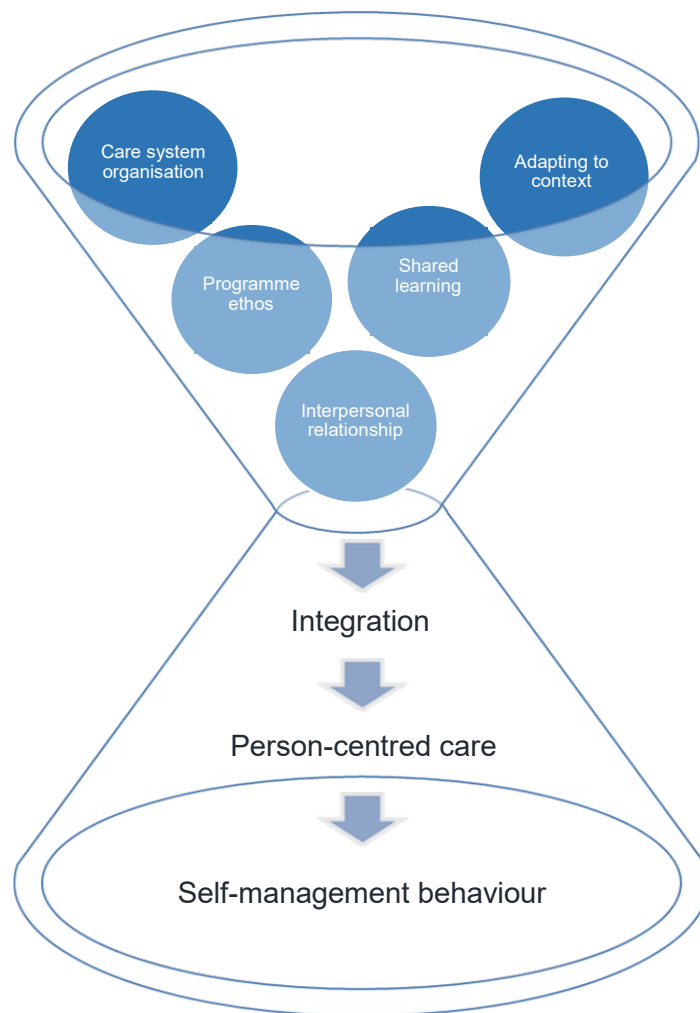 Care system
organisation
Adapting to
context
Programme
ethos
Shared
learning
Interpersonal
relationship
Integration
Person-centred care
Self-management behaviour